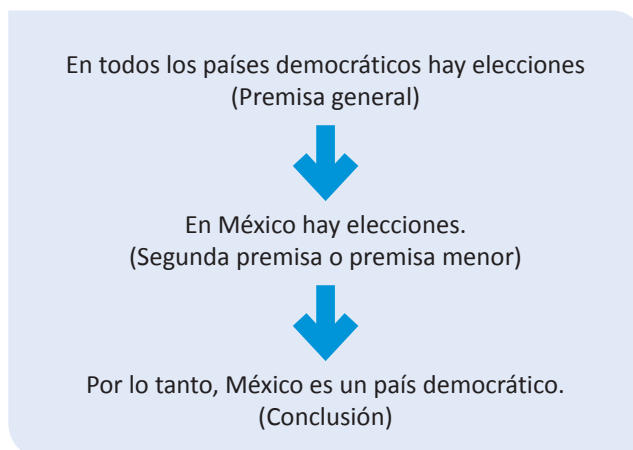 En todos los países democráticos hay elecciones
(Premisa general)
En México hay elecciones.
(Segunda premisa o premisa menor)
Por lo tanto, México es un país democrático.
(Conclusión)